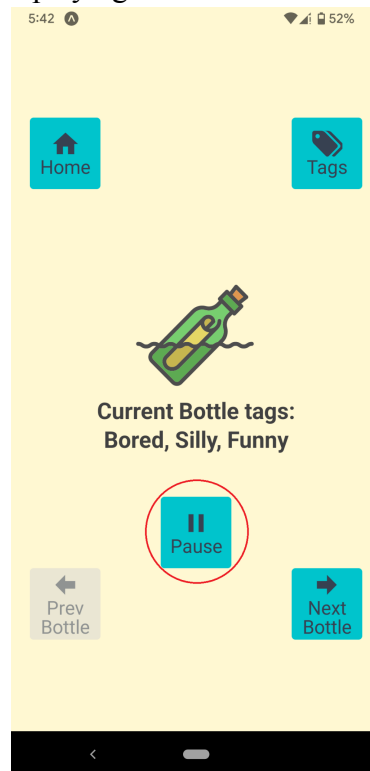 5:42
52%
Home
Tags
Current Bottle tags:
Bored, Silly, Funny
Pause
Prev
Bottle
Next
Bottle